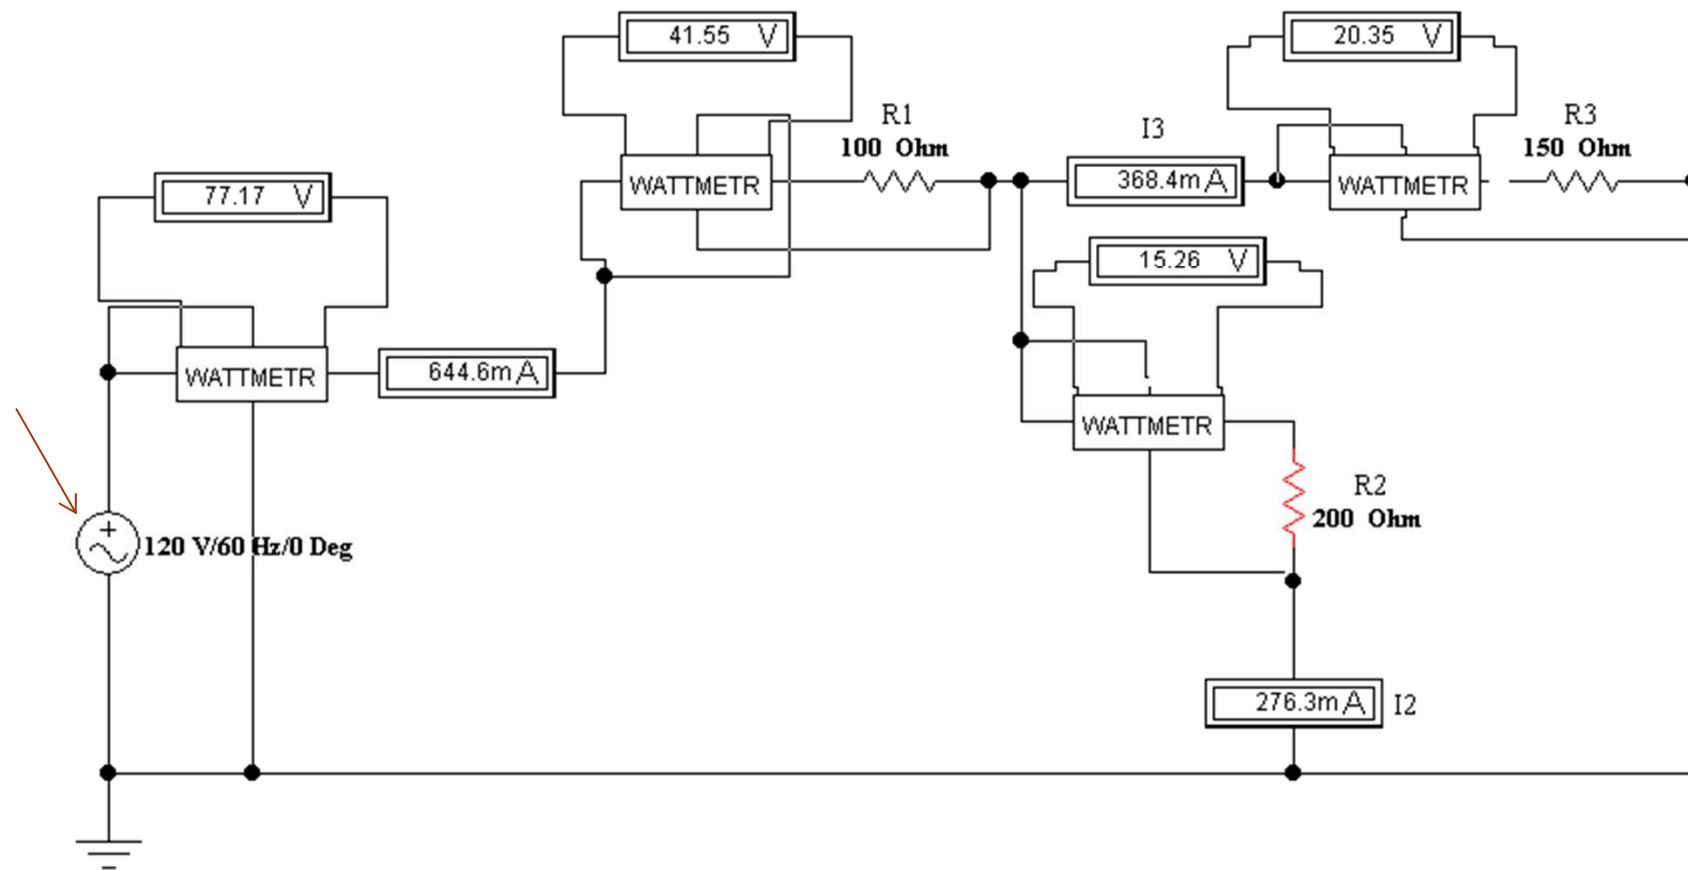 41.55 V
20.35 V
R1
100 Ohm
I3
R3
150 Ohm
77.17 V
WATTMETR
368.4m A
WATTMETR
15.26 V
WATTMETR
644.6m A
WATTMETR
R2
200 Ohm
+
120 V/60 Hz/0 Deg
276.3m A
I2